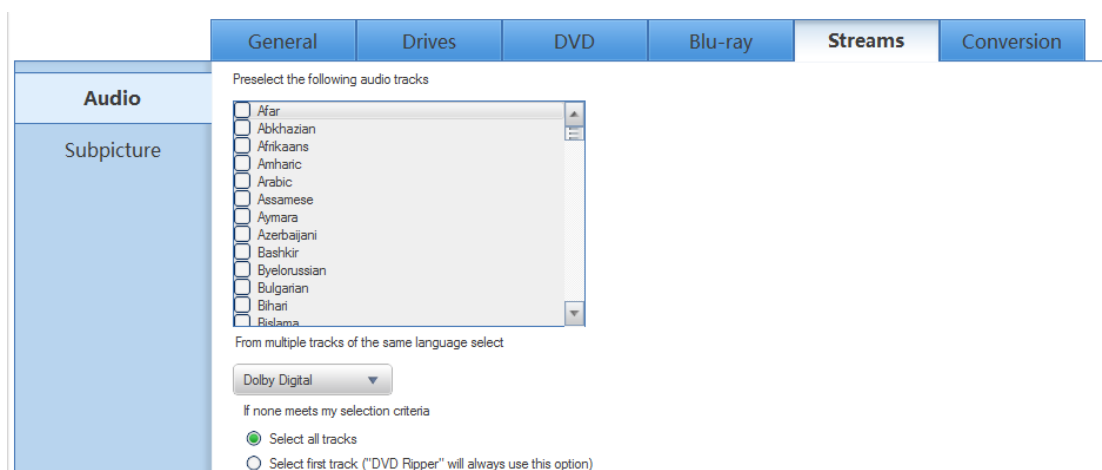 General Drives DVD Blu-ray Streams Conversion
Audio
Subpicture
Preselect the following audio tracks
Afar
Abkhazian
Afrikaans
Amharic
Arabic
Assamese
Aymara
Azerbaijani
Bashkir
Byelorussian
Bulgarian
Bihari
Bislama
From multiple tracks of the same language select
Dolby Digital
If none meets my selection criteria
Select all tracks
Select first track ("DVD Ripper" will always use this option)